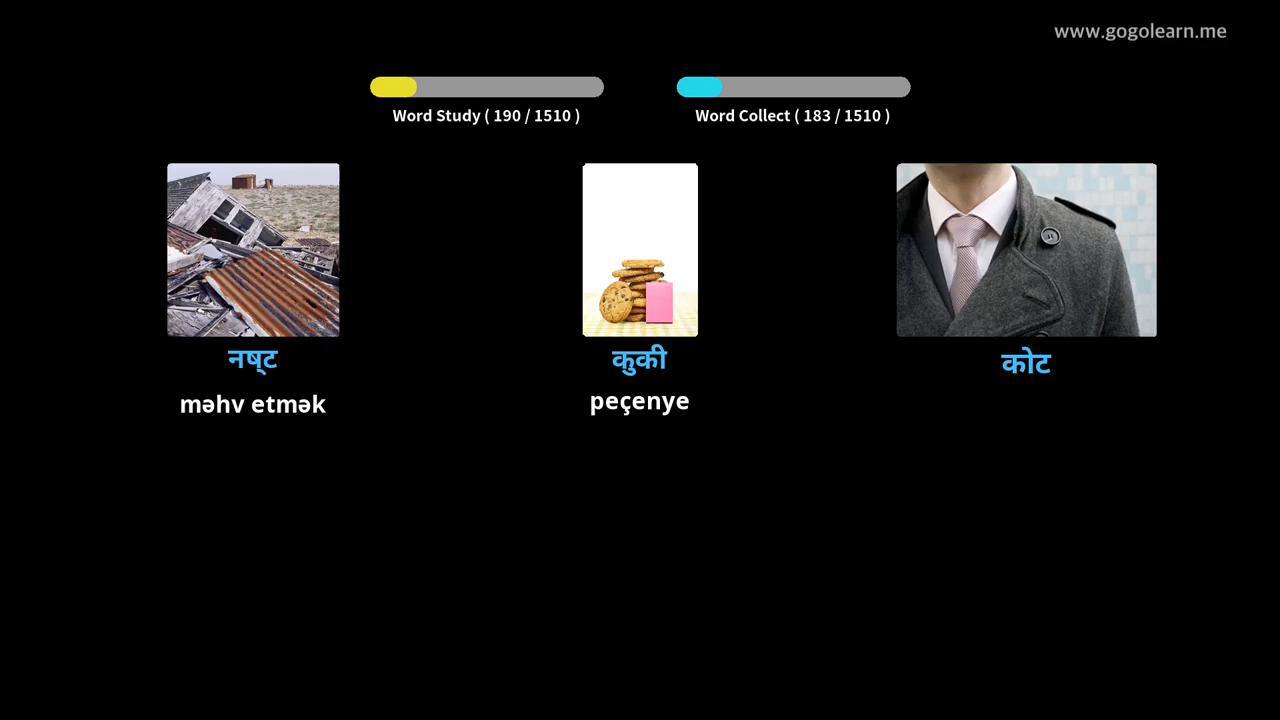 www.gogolearn.me
Word Study ( 190 / 1510 )
Word Collect ( 183 / 1510 )
नष्ट
məhv etmək
कुकी
peçenye
कोट